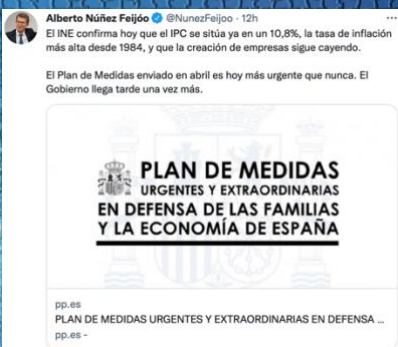 Alberto Núñez Feijóo @NunezFeijoo · 12h
El INE confirma hoy que el IPC se sitúa ya en un 10,8%, la tasa de inflación
más alta desde 1984, y que la creación de empresas sigue cayendo.
El Plan de Medidas enviado en abril es hoy más urgente que nunca. El
Gobierno llega tarde una vez más.
PLAN DE MEDIDAS
URGENTES Y EXTRAORDINARIAS
EN DEFENSA DE LAS FAMILIAS
Y LA ECONOMÍA DE ESPAÑA
pp.es
PLAN DE MEDIDAS URGENTES Y EXTRAORDINARIAS EN DEFENSA ...
pp.es -